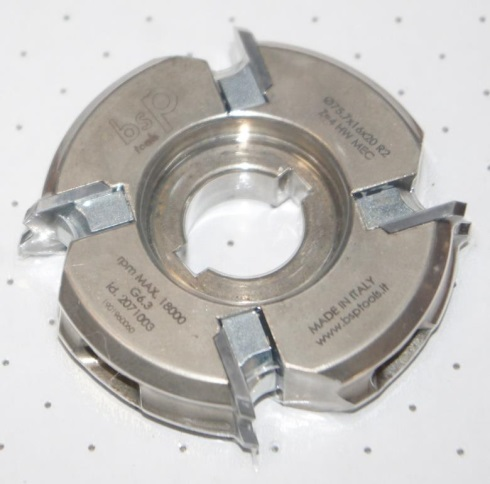 bsp
tools
Ø75,7x16x20 R2
Z=4 HW MEC
rpm MAX. 18000
G6.3
Id. 2071003
MADE IN ITALY
www.bsptools.it